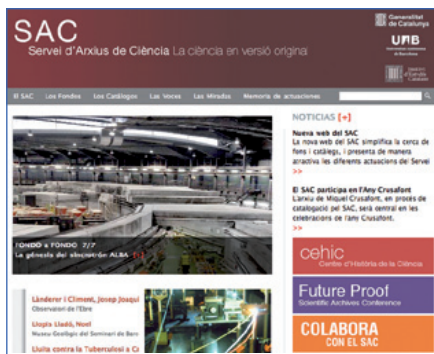 SAC
Servei d'Arxius de Ciència La ciència en versió original
Generalitat
de Catalunya
UAB
El SAC Los Fondos Los Catálogos Las Voces Las Miradas Memoria de actuaciones
NOTICIAS [+]
Nueva web del SAC
La nova web del SAC simplifica la cerca de
fons i catàlegs, i presenta de manera
atractiva les diferents actuacions del Servei
>>
El SAC participa en l'Any Crusafont
L'arxiu de Miquel Crusafont, en procés de
catalogació pel SAC, serà central en les
celebracions de l'any Crusafont.
>>
FONDO a FONDO 7/7
La génesis del sincrotrón ALBA [+]
cehic
Centre d'Història de la Ciència
Future Proof
Scientific Archives Conference
COLABORA
CON EL SAC
Lànderer i Climent, Josep Joaqui
Observatori de l'Ebre
Llopis Lladó, Noel
Museu Geològic del Seminari de Barc
Lluita contra la Tuberculosi a C